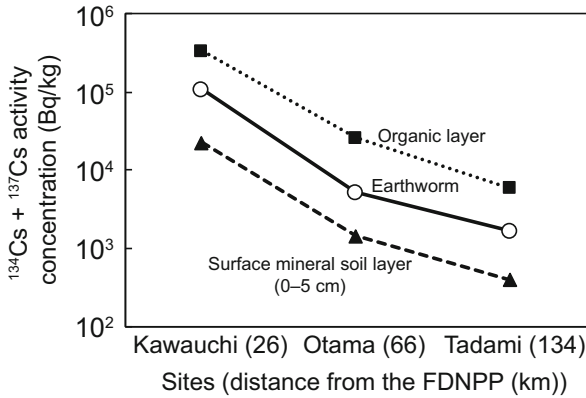 ¹³⁴Cs + ¹³⁷Cs activity
concentration (Bq/kg)
10⁶
10⁵
10⁴
10³
10²
Organic layer
Earthworm
Surface mineral soil layer
(0–5 cm)
Kawauchi (26) Otama (66) Tadami (134)
Sites (distance from the FDNPP (km))